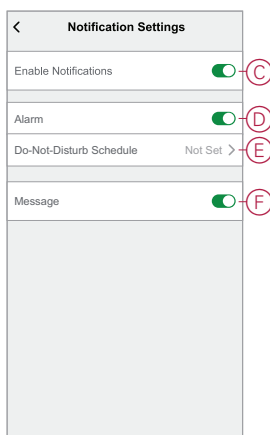 Notification Settings
Enable Notifications C
Alarm D
Do-Not-Disturb Schedule Not Set E
Message F